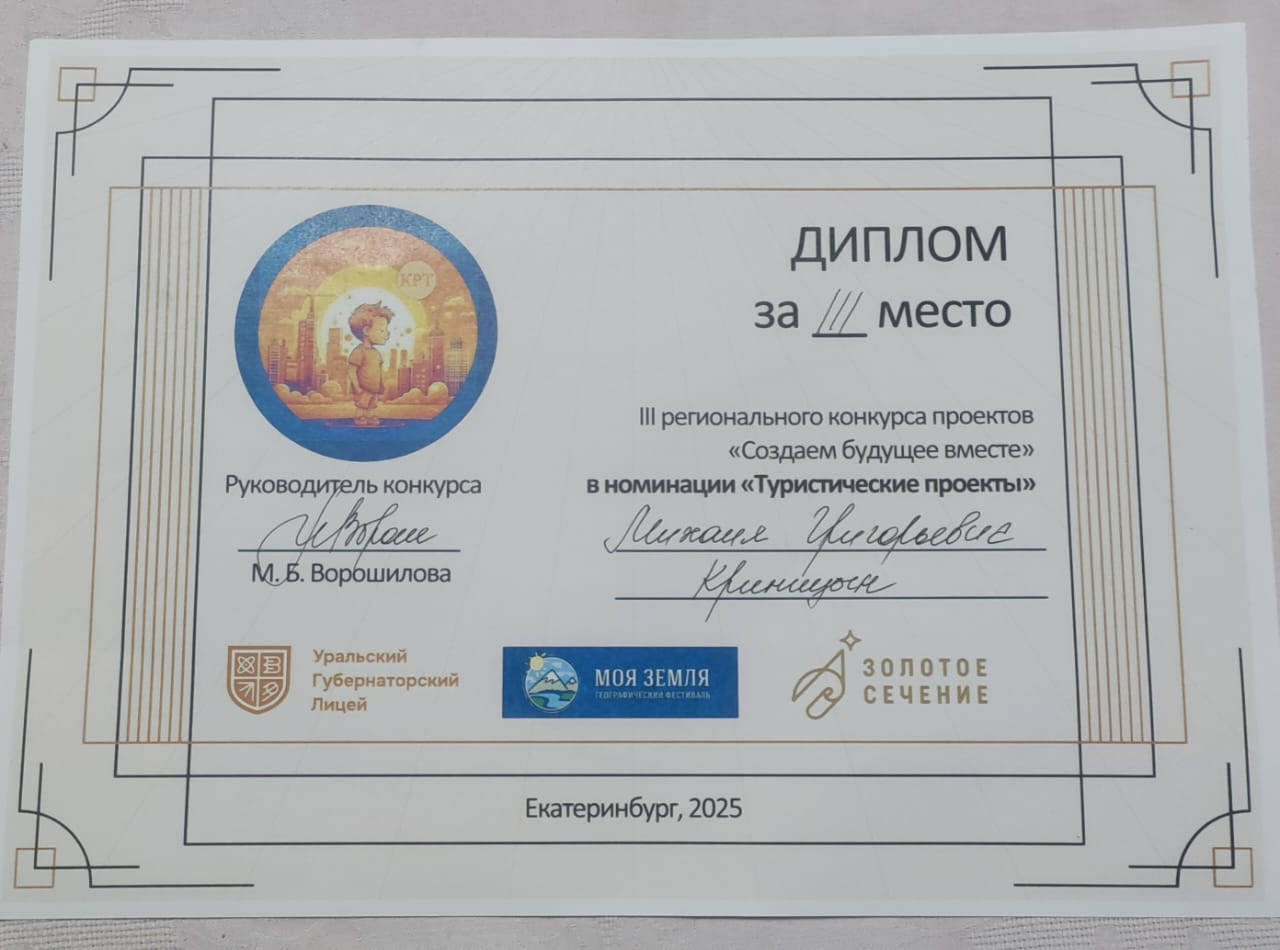 КРТ
ДИПЛОМ
за III место
III регионального конкурса проектов
«Создаем будущее вместе»
в номинации «Туристические проекты»
Михаил Григорьевич
Криницын
Руководитель конкурса
М. Б. Ворошилова
Уральский
Губернаторский
Лицей
МОЯ ЗЕМЛЯ
ГЕОГРАФИЧЕСКИЙ ФЕСТИВАЛЬ
ЗОЛОТОЕ
СЕЧЕНИЕ
Екатеринбург, 2025